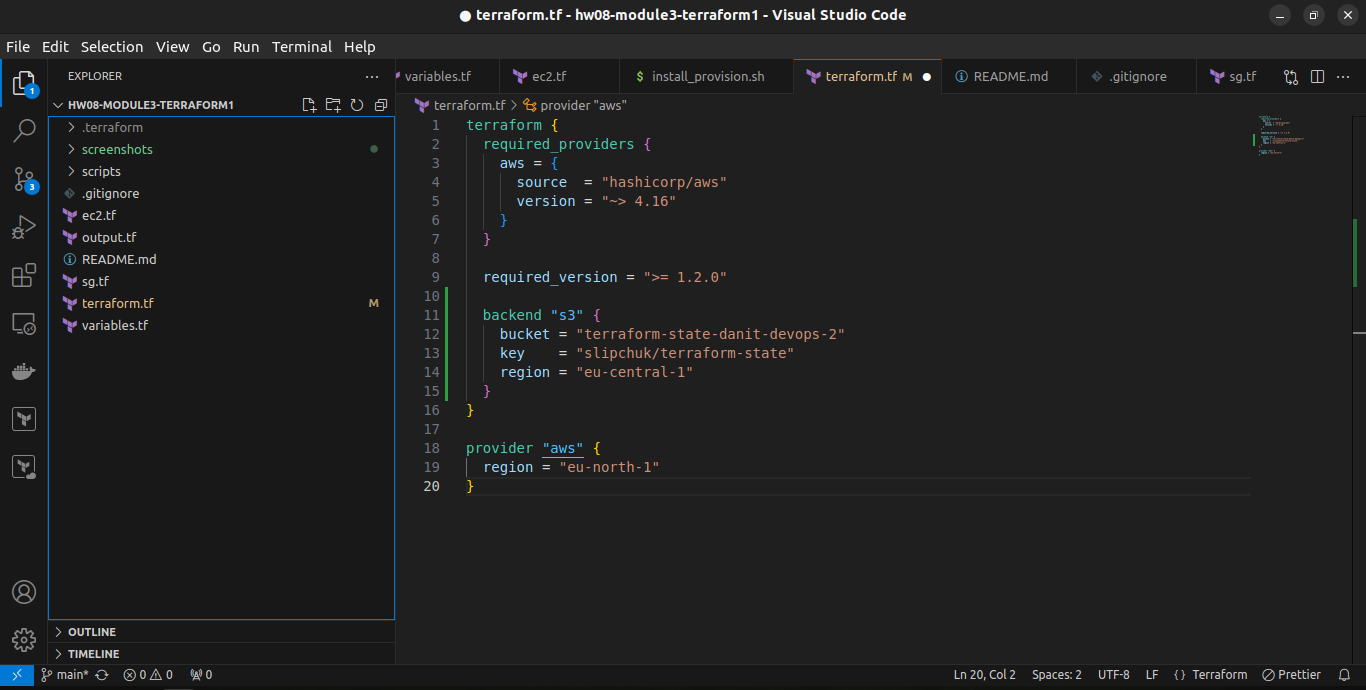 terraform.tf - hw08-module3-terraform1 - Visual Studio Code
File Edit Selection View Go Run Terminal Help
EXPLORER
variables.tf ec2.tf $ install_provision.sh terraform.tf M README.md .gitignore sg.tf
HW08-MODULE3-TERRAFORM1
terraform.tf > provider "aws"
.terraform
screenshots
scripts
.gitignore
ec2.tf
output.tf
README.md
sg.tf
terraform.tf M
variables.tf
1 terraform {
2 required_providers {
3 aws = {
4 source  = "hashicorp/aws"
5 version = "~> 4.16"
6 }
7 }
8
9 required_version = ">= 1.2.0"
10
11 backend "s3" {
12 bucket = "terraform-state-danit-devops-2"
13 key    = "slipchuk/terraform-state"
14 region = "eu-central-1"
15 }
16 }
17
18 provider "aws" {
19 region = "eu-north-1"
20 }
1
3
OUTLINE
TIMELINE
main* 0 0 0 Ln 20, Col 2 Spaces: 2 UTF-8 LF {} Terraform Prettier